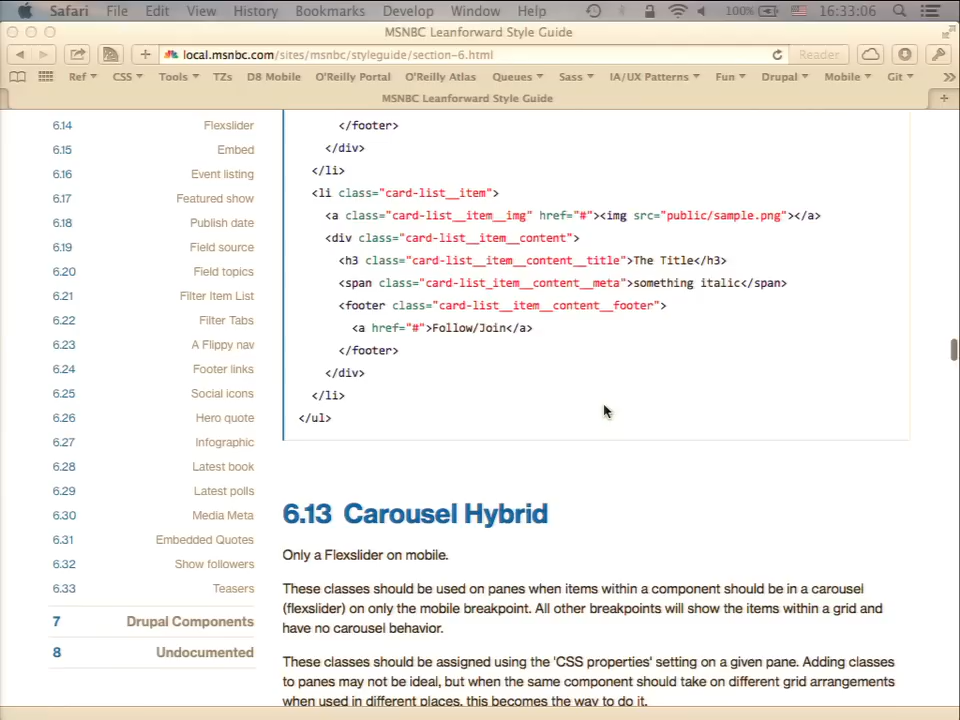 Safari File Edit View History Bookmarks Develop Window Help 100% 16:33:06
MSNBC Leanforward Style Guide
local.msnbc.com/sites/msnbc/styleguide/section-6.html Reader
Ref CSS Tools TZs D8 Mobile O'Reilly Portal O'Reilly Atlas Queues Sass IA/UX Patterns Fun Drupal Mobile Git
MSNBC Leanforward Style Guide
6.14 Flexslider
6.15 Embed
6.16 Event listing
6.17 Featured show
6.18 Publish date
6.19 Field source
6.20 Field topics
6.21 Filter Item List
6.22 Filter Tabs
6.23 A Flippy nav
6.24 Footer links
6.25 Social icons
6.26 Hero quote
6.27 Infographic
6.28 Latest book
6.29 Latest polls
6.30 Media Meta
6.31 Embedded Quotes
6.32 Show followers
6.33 Teasers
7 Drupal Components
8 Undocumented
</footer>
</div>
</li>
<li class="card-list__item">
<a class="card-list__item__img" href="#"><img src="public/sample.png"></a>
<div class="card-list__item__content">
<h3 class="card-list__item__content__title">The Title</h3>
<span class="card-list__item__content__meta">something italic</span>
<footer class="card-list__item__content__footer">
<a href="#">Follow/Join</a>
</footer>
</div>
</li>
</ul>
6.13 Carousel Hybrid
Only a Flexslider on mobile.
These classes should be used on panes when items within a component should be in a carousel
(flexslider) on only the mobile breakpoint. All other breakpoints will show the items within a grid and
have no carousel behavior.
These classes should be assigned using the 'CSS properties' setting on a given pane. Adding classes
to panes may not be ideal, but when the same component should take on different grid arrangements
when used in different places, this becomes the way to do it.